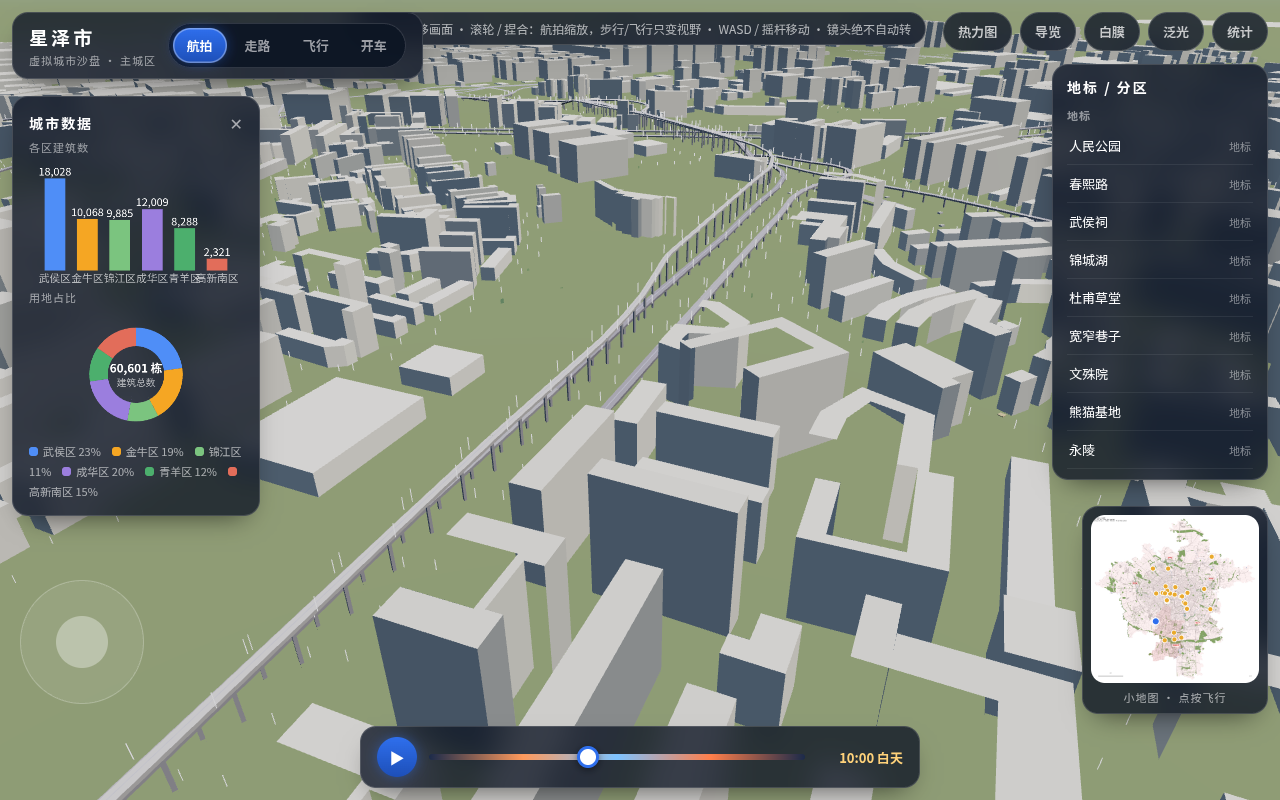 星泽市
虚拟城市沙盘 · 主城区
航拍 走路 飞行 开车
移画面 · 滚轮 / 捏合：航拍缩放，步行/飞行只变视野 · WASD / 摇杆移动 · 镜头绝不自动转
热力图 导览 白膜 泛光 统计
城市数据 ✕
各区建筑数
18,028 10,068 9,885 12,009 8,288 2,321
武侯区 金牛区 锦江区 成华区 青羊区 高新南区
用地占比
60,601 栋
建筑总数
武侯区 23% 金牛区 19% 锦江区
11% 成华区 20% 青羊区 12%
高新南区 15%
地标 / 分区
地标
人民公园 地标
春熙路 地标
武侯祠 地标
锦城湖 地标
杜甫草堂 地标
宽窄巷子 地标
文殊院 地标
熊猫基地 地标
永陵 地标
小地图 · 点按飞行
10:00 白天